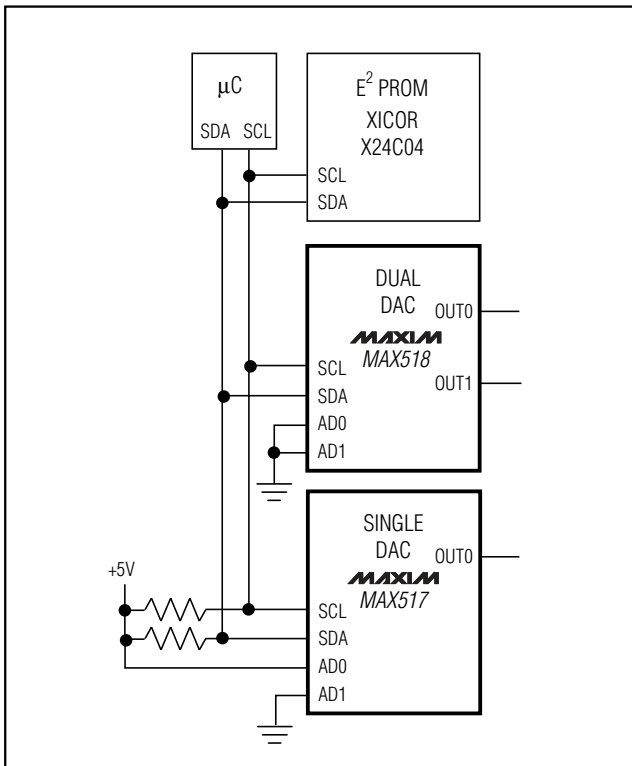 μC
SDA SCL
E² PROM
XICOR
X24C04
SCL
SDA
DUAL
DAC
MAXIM
MAX518
OUT0
OUT1
SCL
SDA
AD0
AD1
SINGLE
DAC
MAXIM
MAX517
OUT0
+5V
SCL
SDA
AD0
AD1